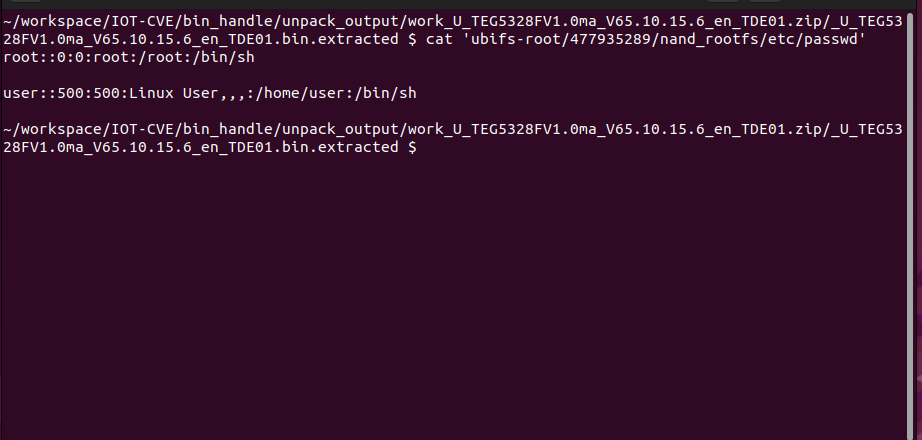 ~/workspace/IOT-CVE/bin_handle/unpack_output/work_U_TEG5328FV1.0ma_V65.10.15.6_en_TDE01.zip/_U_TEG53
28FV1.0ma_V65.10.15.6_en_TDE01.bin.extracted $ cat 'ubifs-root/477935289/nand_rootfs/etc/passwd'
root::0:0:root:/root:/bin/sh
user::500:500:Linux User,,,:/home/user:/bin/sh
~/workspace/IOT-CVE/bin_handle/unpack_output/work_U_TEG5328FV1.0ma_V65.10.15.6_en_TDE01.zip/_U_TEG53
28FV1.0ma_V65.10.15.6_en_TDE01.bin.extracted $